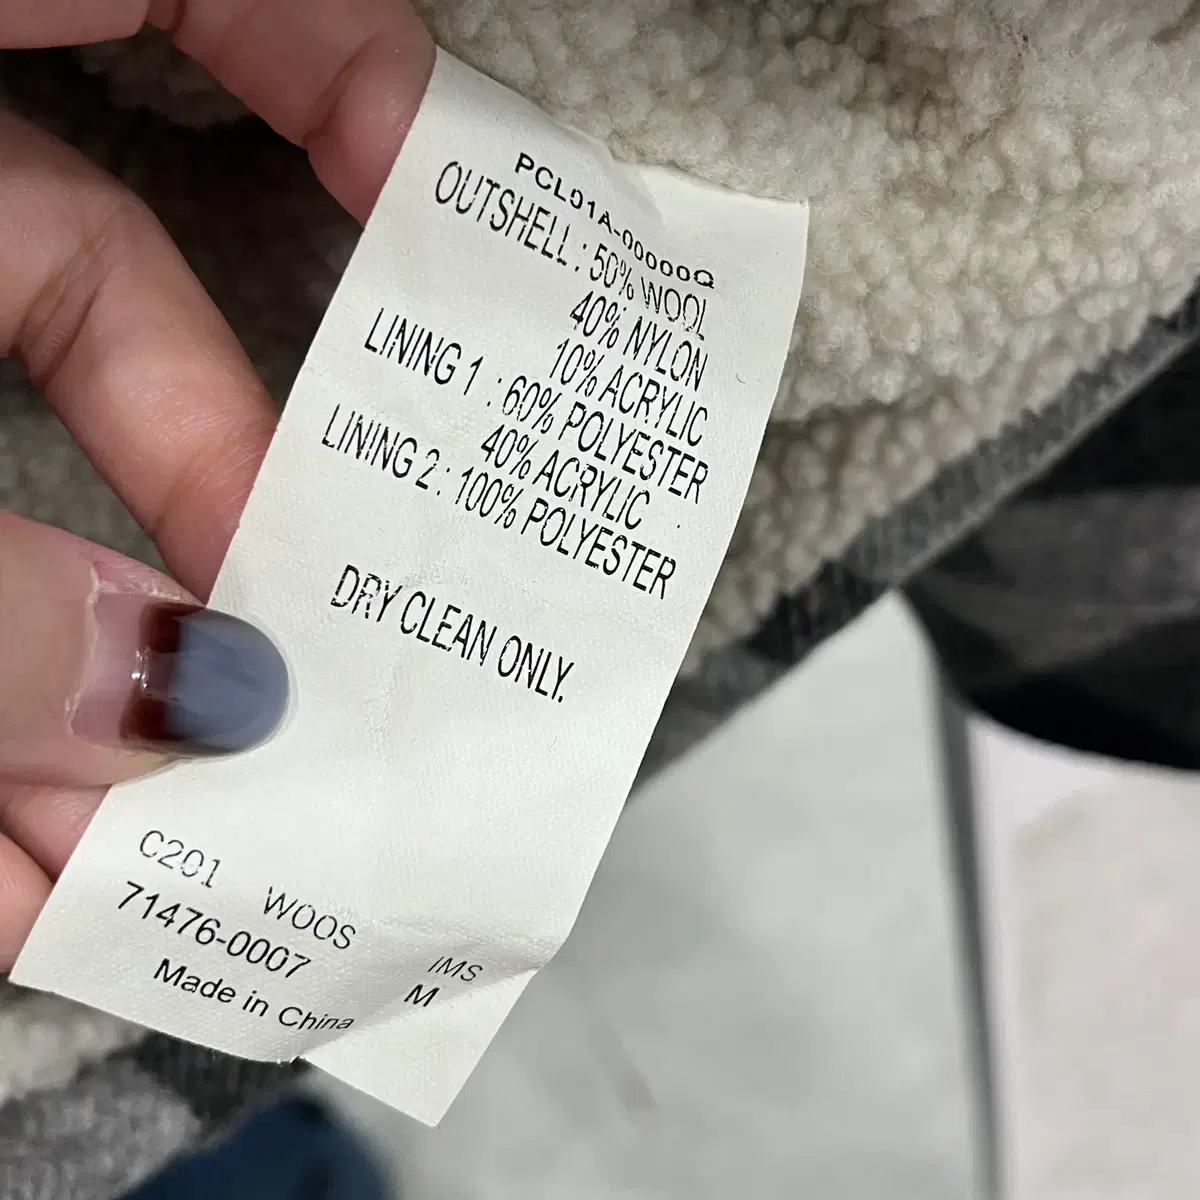 PCL91A-00000Q
OUTSHELL : 50% WOOL
40% NYLON
10% ACRYLIC
LINING 1 : 60% POLYESTER
40% ACRYLIC
LINING 2 : 100% POLYESTER
DRY CLEAN ONLY.
C201 WOOS IMS
71476-0007 M
Made in China